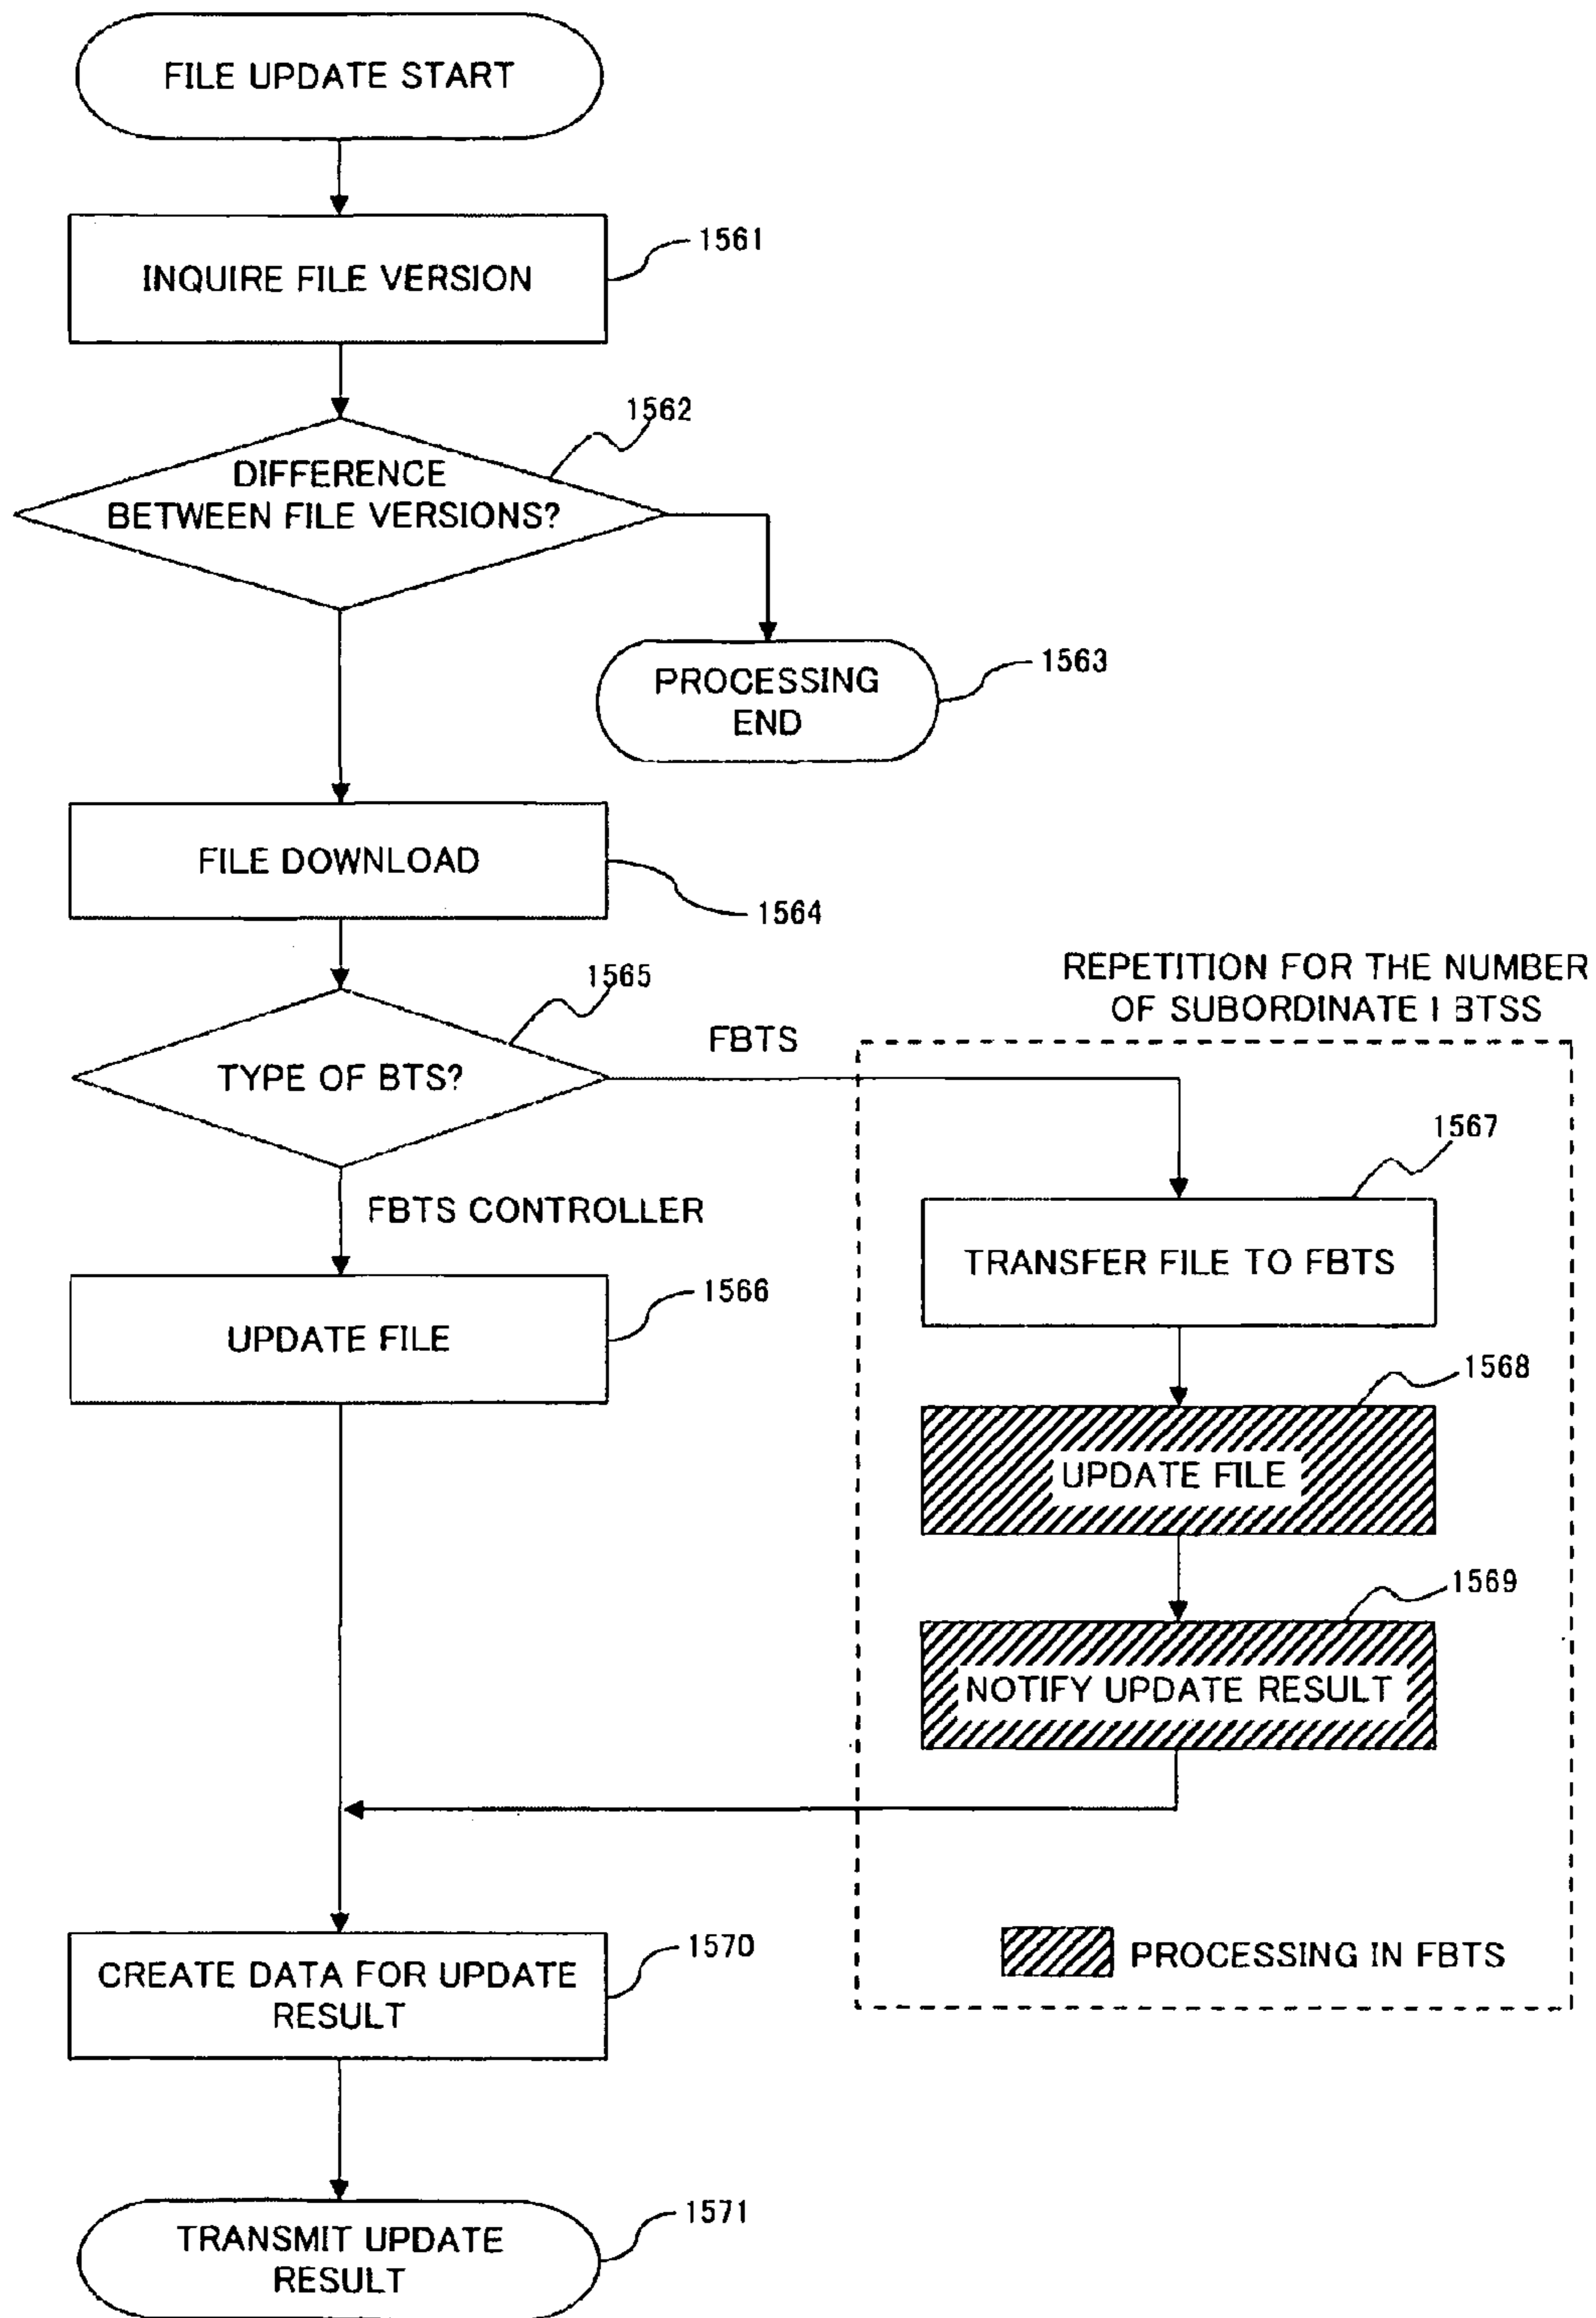 FILE UPDATE START
INQUIRE FILE VERSION
1561
1562
DIFFERENCE
BETWEEN FILE VERSIONS?
PROCESSING
END
1563
FILE DOWNLOAD
1564
1565
TYPE OF BTS?
FBTS
REPETITION FOR THE NUMBER
OF SUBORDINATE
FBTS CONTROLLER
1567
TRANSFER FILE TO FBTS
UPDATE FILE
1566
1568
UPDATE FILE
1569
NOTIFY UPDATE RESULT
PROCESSING IN FBTS
CREATE DATA FOR UPDATE
RESULT
1570
TRANSMIT UPDATE
RESULT
1571